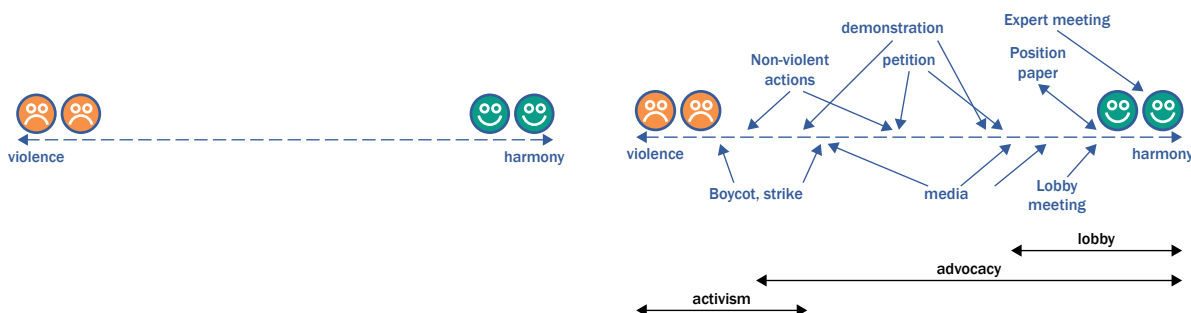 violence
harmony
Expert meeting
demonstration
Non-violent
actions
petition
Position
paper
violence
harmony
Boycot, strike
media
Lobby
meeting
lobby
advocacy
activism